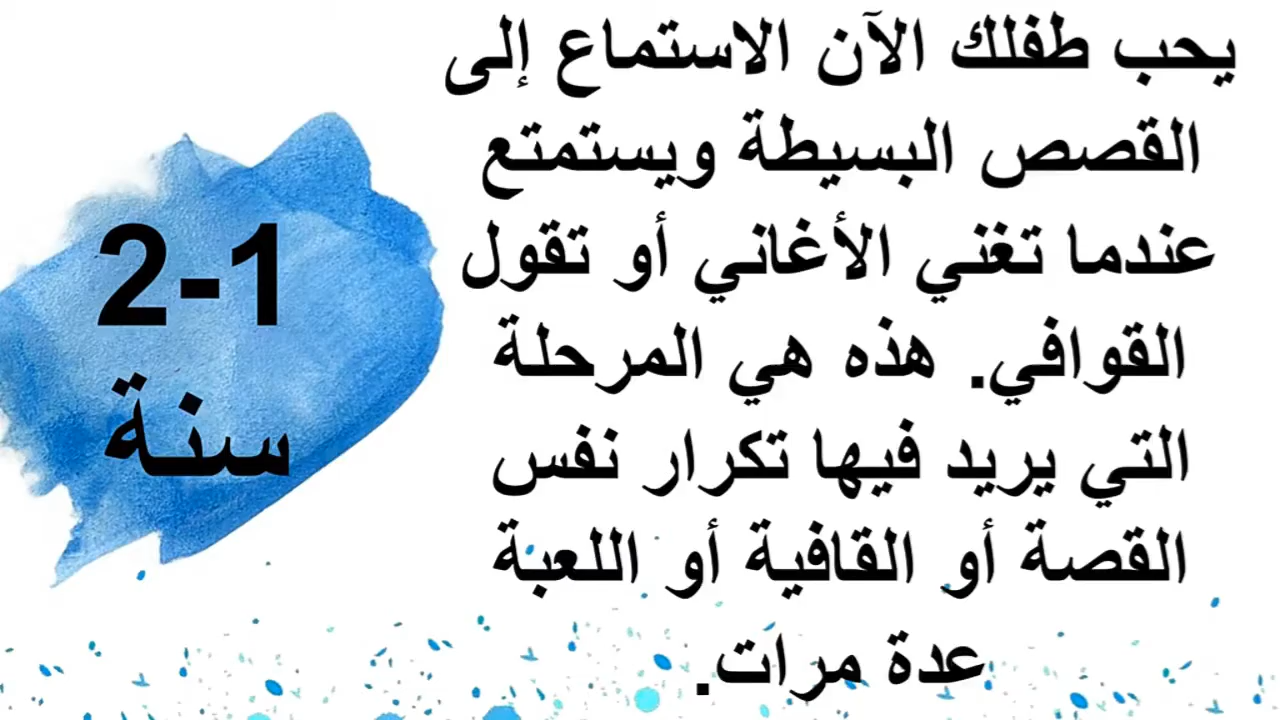 يحب طفلك الآن الاستماع إلى
القصص البسيطة ويستمتع
عندما تغني الأغاني أو تقول
القوافي. هذه هي المرحلة
التي يريد فيها تكرار نفس
القصة أو القافية أو اللعبة
عدة مرات.
2-1
سنة